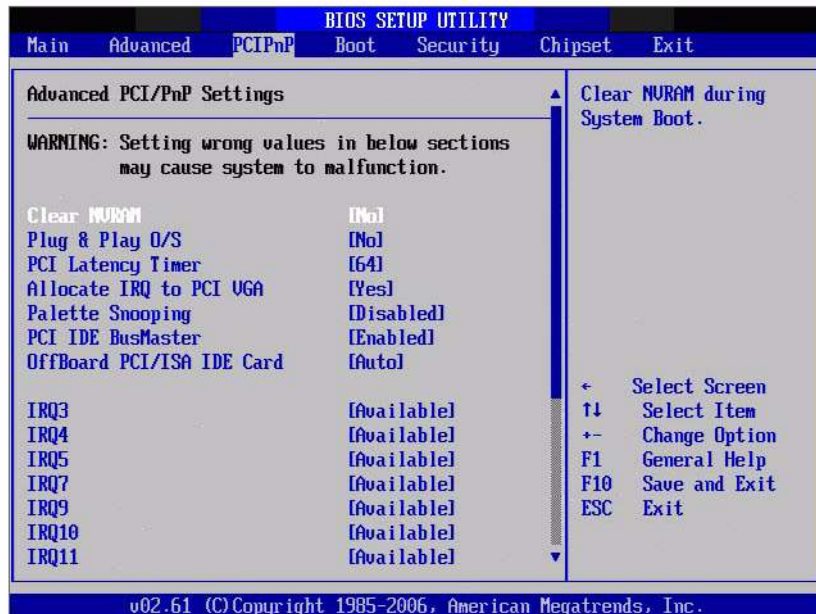 BIOS SETUP UTILITY
Main Advanced PCIPnP Boot Security Chipset Exit
Advanced PCI/PnP Settings
WARNING: Setting wrong values in below sections
may cause system to malfunction.
Clear NVRAM [No]
Plug & Play O/S [No]
PCI Latency Timer [64]
Allocate IRQ to PCI VGA [Yes]
Palette Snooping [Disabled]
PCI IDE BusMaster [Enabled]
OffBoard PCI/ISA IDE Card [Auto]
IRQ3 [Available]
IRQ4 [Available]
IRQ5 [Available]
IRQ7 [Available]
IRQ9 [Available]
IRQ10 [Available]
IRQ11 [Available]
Clear NVRAM during
System Boot.
← Select Screen
↑↓ Select Item
+- Change Option
F1 General Help
F10 Save and Exit
ESC Exit
v02.61 (C)Copyright 1985-2006, American Megatrends, Inc.